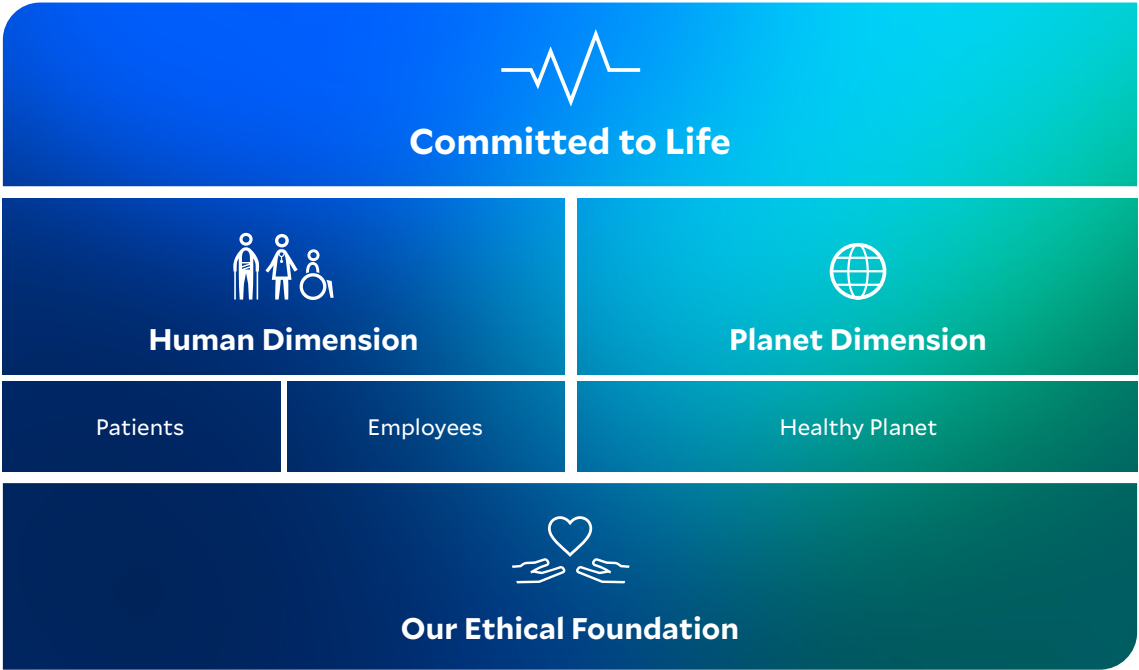 Committed to Life
Human Dimension
Planet Dimension
Patients
Employees
Healthy Planet
Our Ethical Foundation